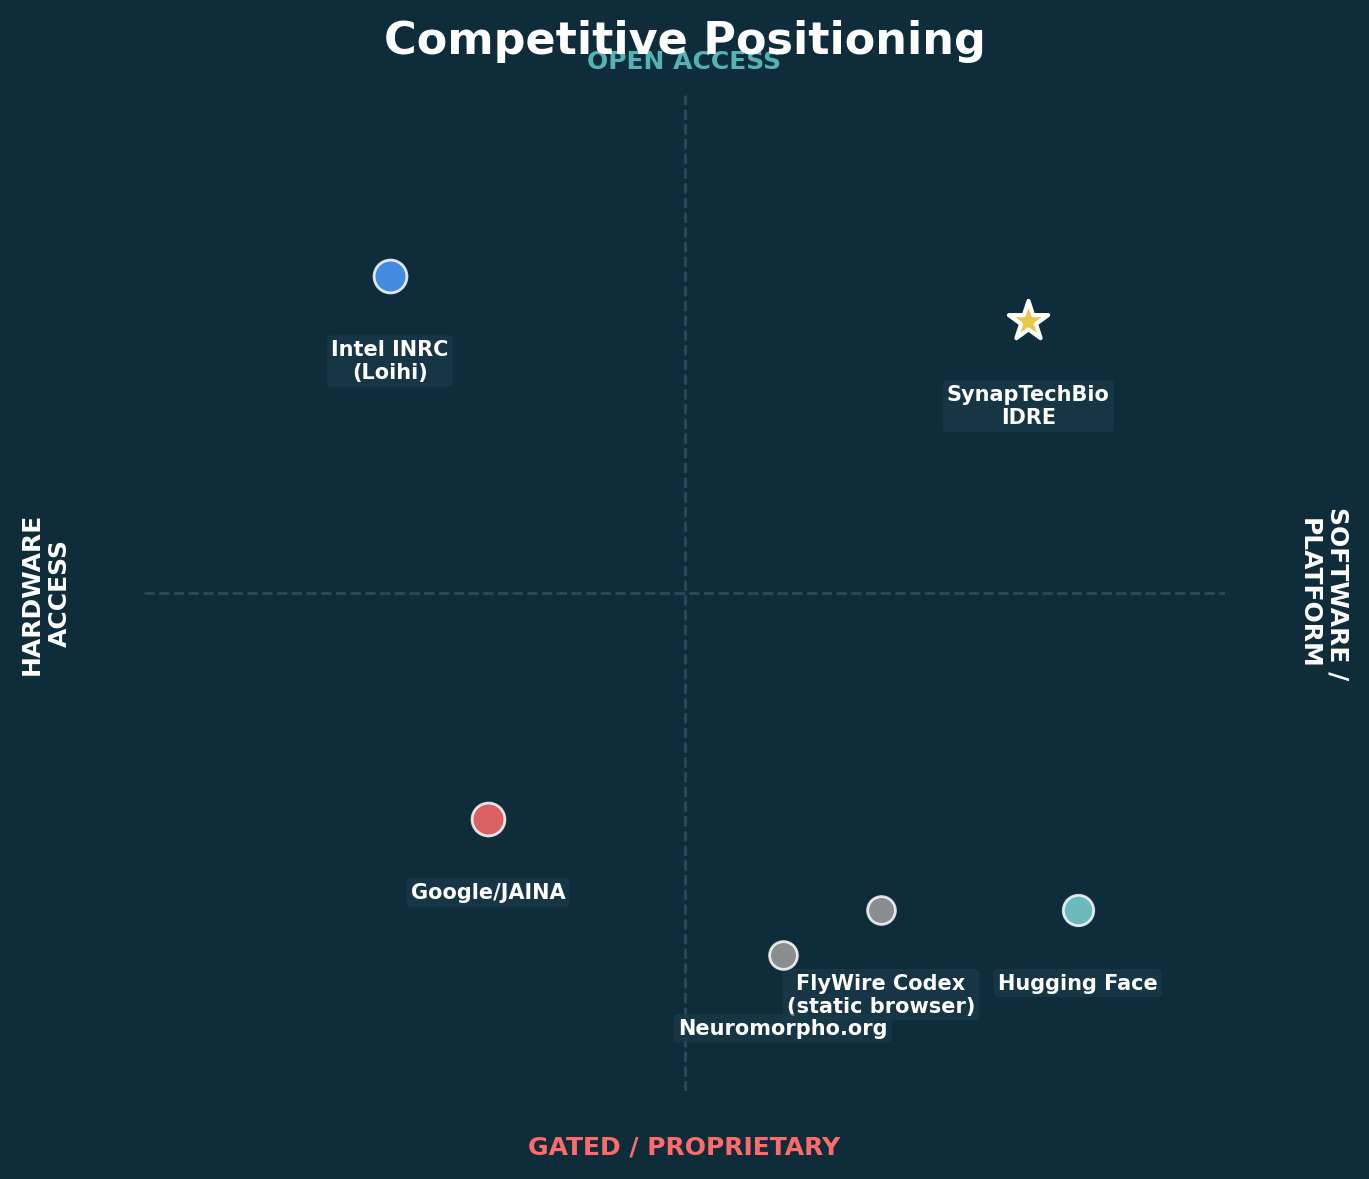 Competitive Positioning
OPEN ACCESS
Intel INRC
(Loihi)
SynapTechBio
IDRE
HARDWARE
ACCESS
SOFTWARE /
PLATFORM
Google/JAINA
FlyWire Codex
(static browser)
Hugging Face
Neuromorpho.org
GATED / PROPRIETARY